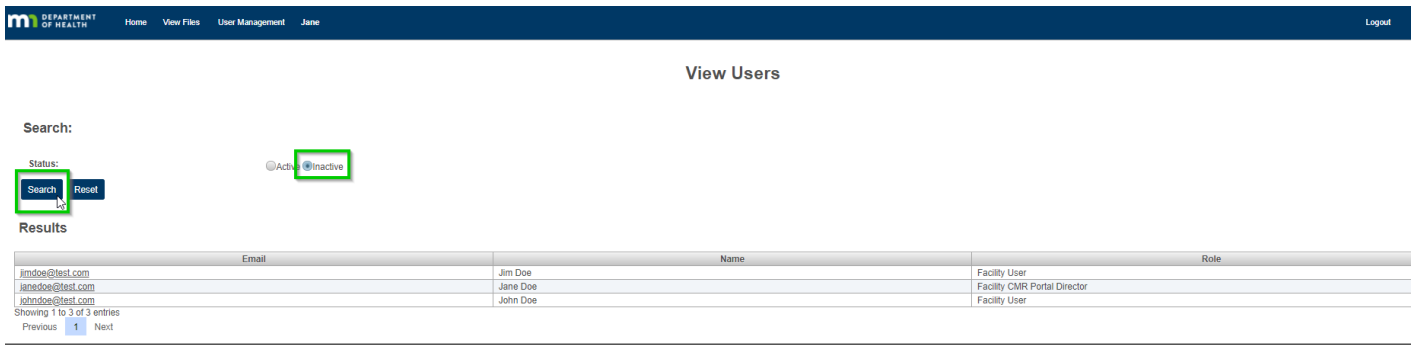 DEPARTMENT
OF HEALTH
Home View Files User Management Jane Logout
View Users
Search:
Status: Active Inactive
Search Reset
Results
Email Name Role
jimdoe@test.com Jim Doe Facility User
janedoe@test.com Jane Doe Facility CMR Portal Director
johndoe@test.com John Doe Facility User
Showing 1 to 3 of 3 entries
Previous 1 Next